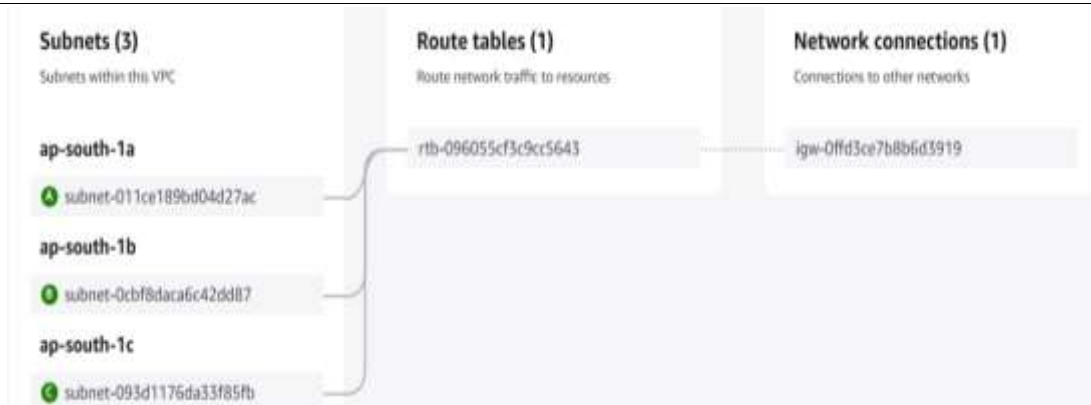 Subnets (3)
Subnets within this VPC
ap-south-1a
A subnet-011ce189bd04d27ac
ap-south-1b
B subnet-0cbf8daca6c42dd87
ap-south-1c
C subnet-093d1176da33f85fb
Route tables (1)
Route network traffic to resources
rtb-096055cf3c9cc5643
Network connections (1)
Connections to other networks
igw-0ffd3ce7b8b6d3919